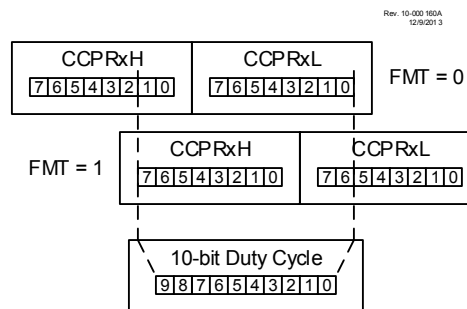 Rev. 10-000 160A
12/9/201 3
CCPRxH CCPRxL
7 6 5 4 3 2 1 0 7 6 5 4 3 2 1 0
FMT = 0
CCPRxH CCPRxL
FMT = 1
7 6 5 4 3 2 1 0 7 6 5 4 3 2 1 0
10-bit Duty Cycle
9 8 7 6 5 4 3 2 1 0